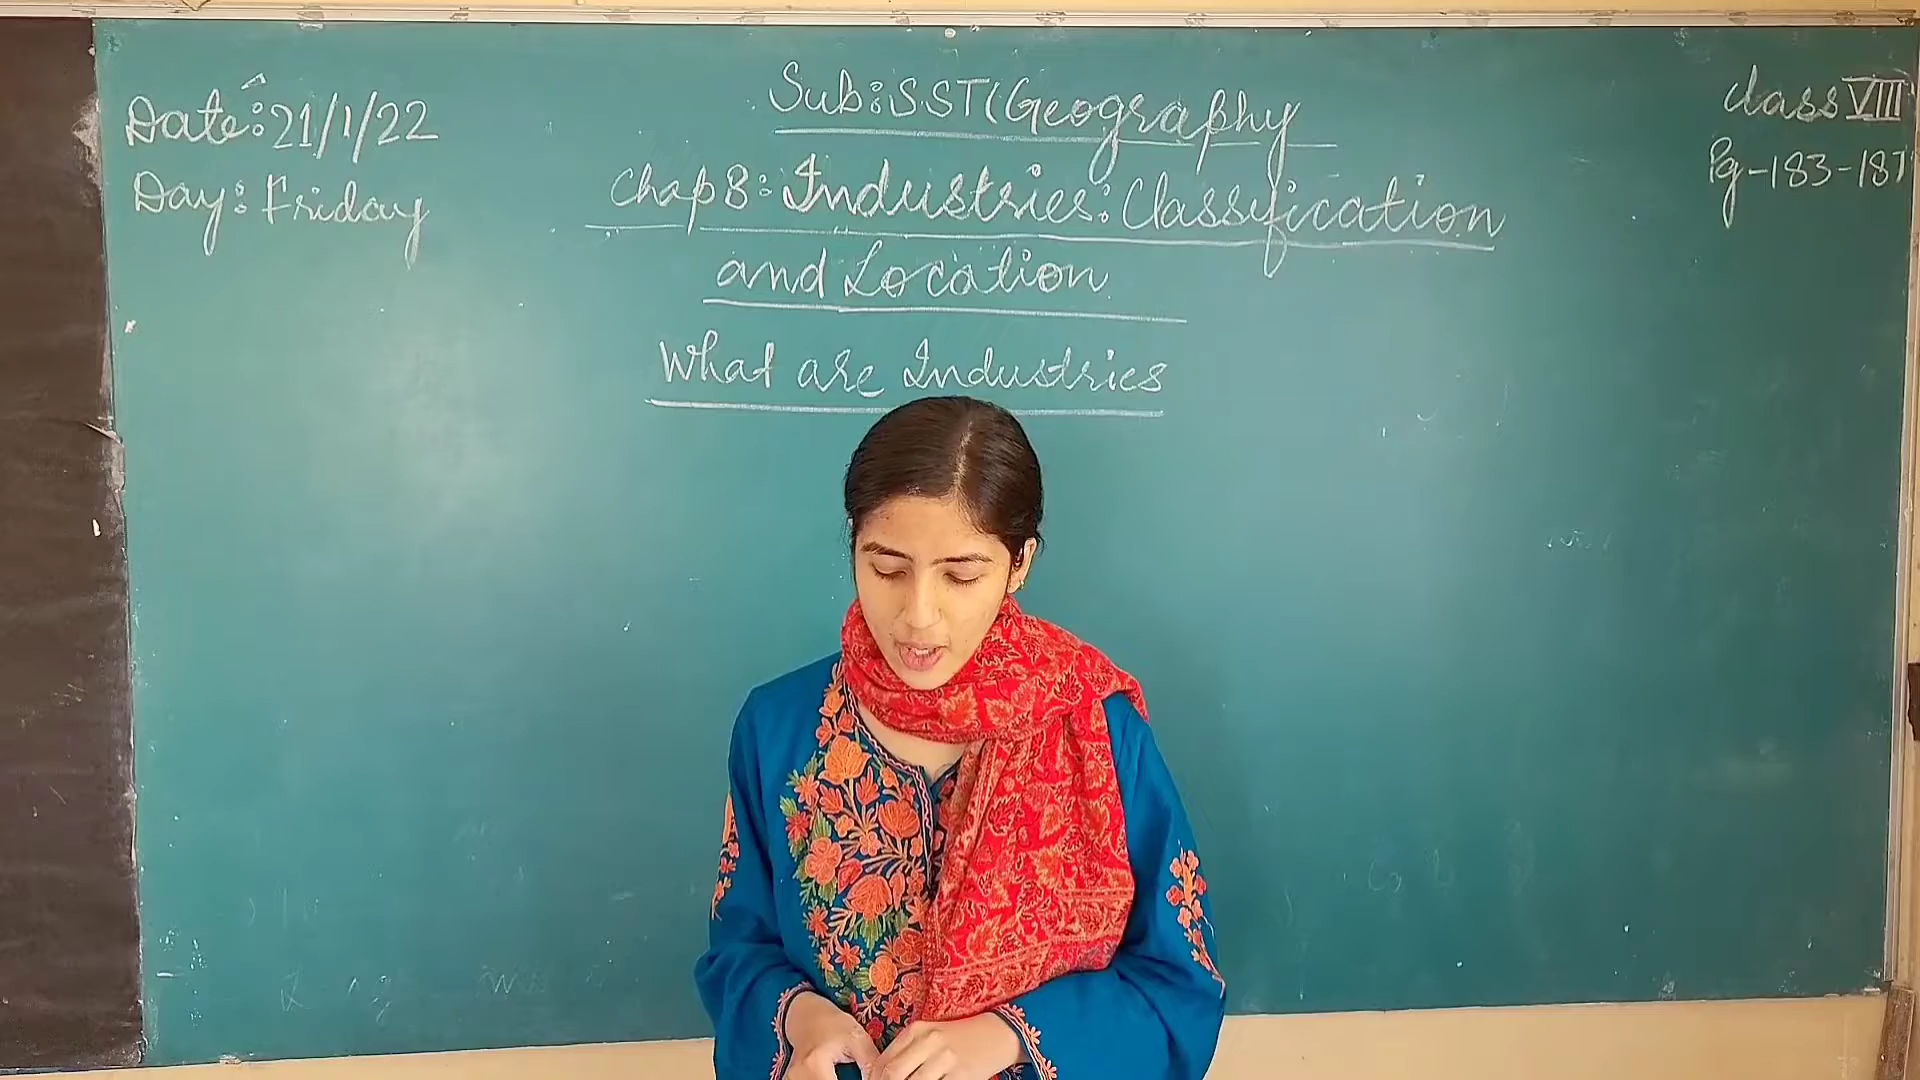 Date: 21/1/22
Day: Friday
Sub: S.ST(Geography
Chap 8: Industries: Classification
and Location
What are Industries
Class VIII
Pg-183-187